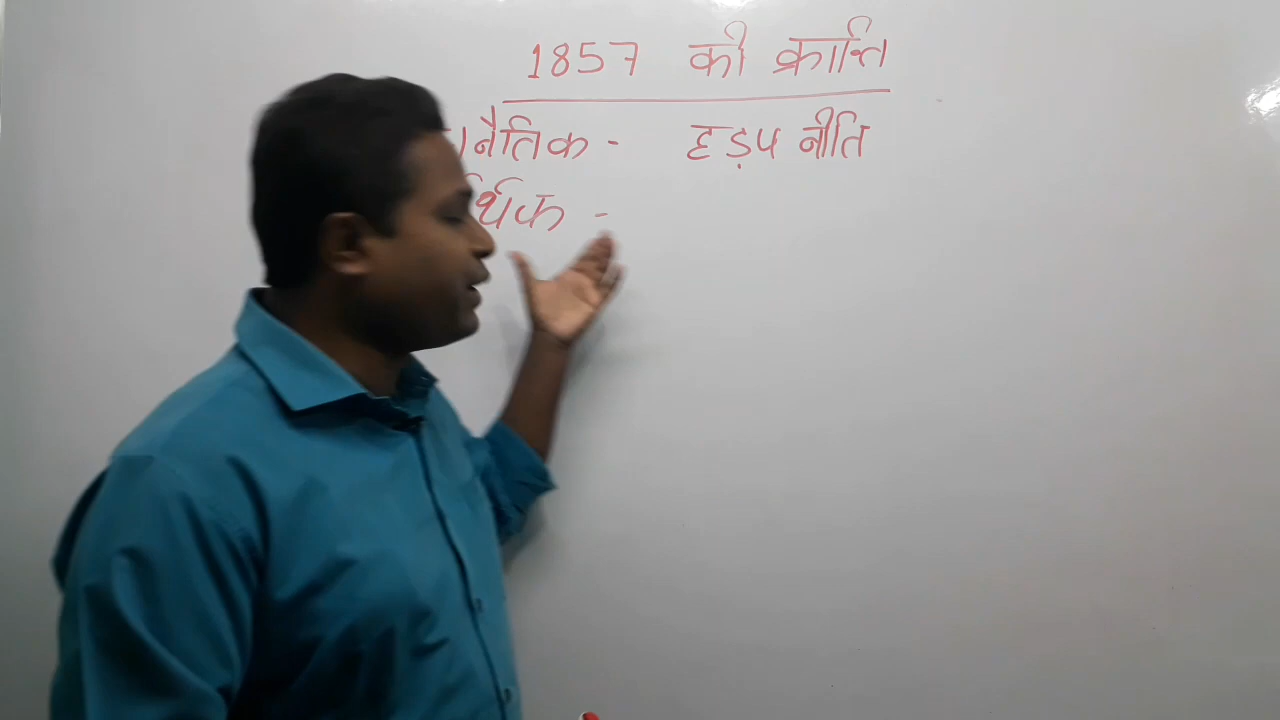 1857 की क्रान्ति
नैतिक - हड़प नीति
र्थिक -